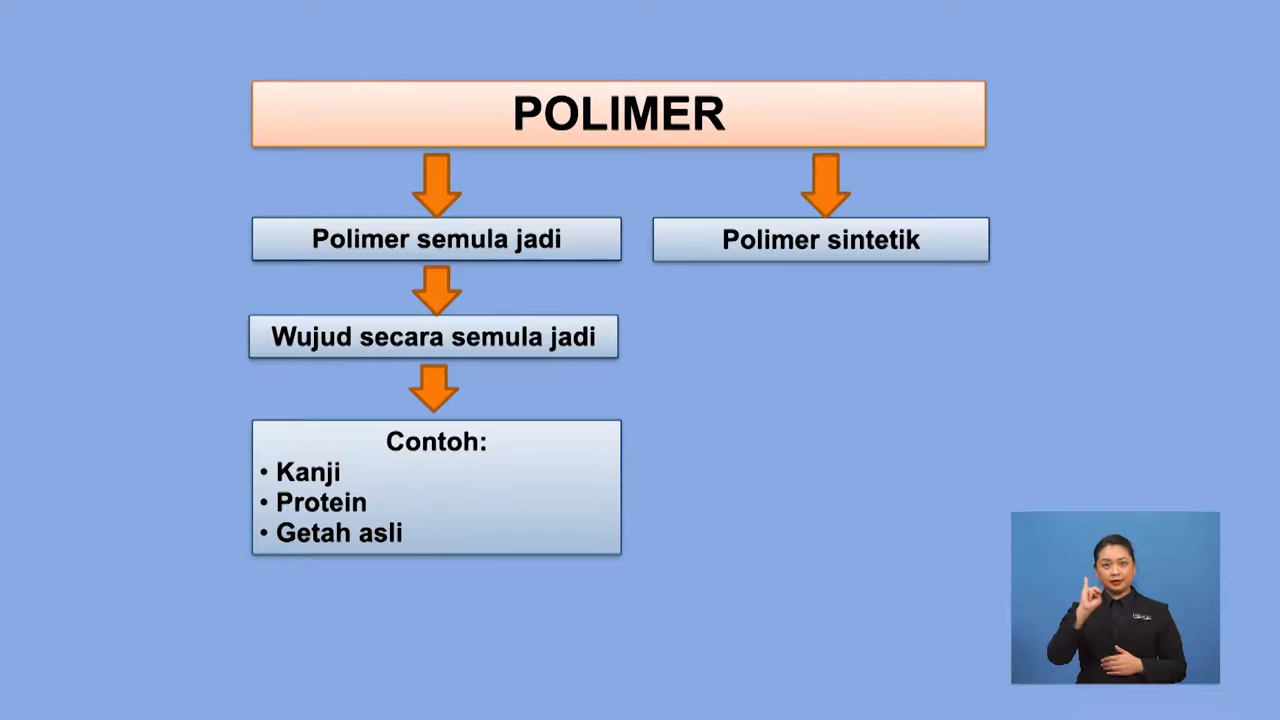 POLIMER
Polimer semula jadi
Polimer sintetik
Wujud secara semula jadi
Contoh:
• Kanji
• Protein
• Getah asli